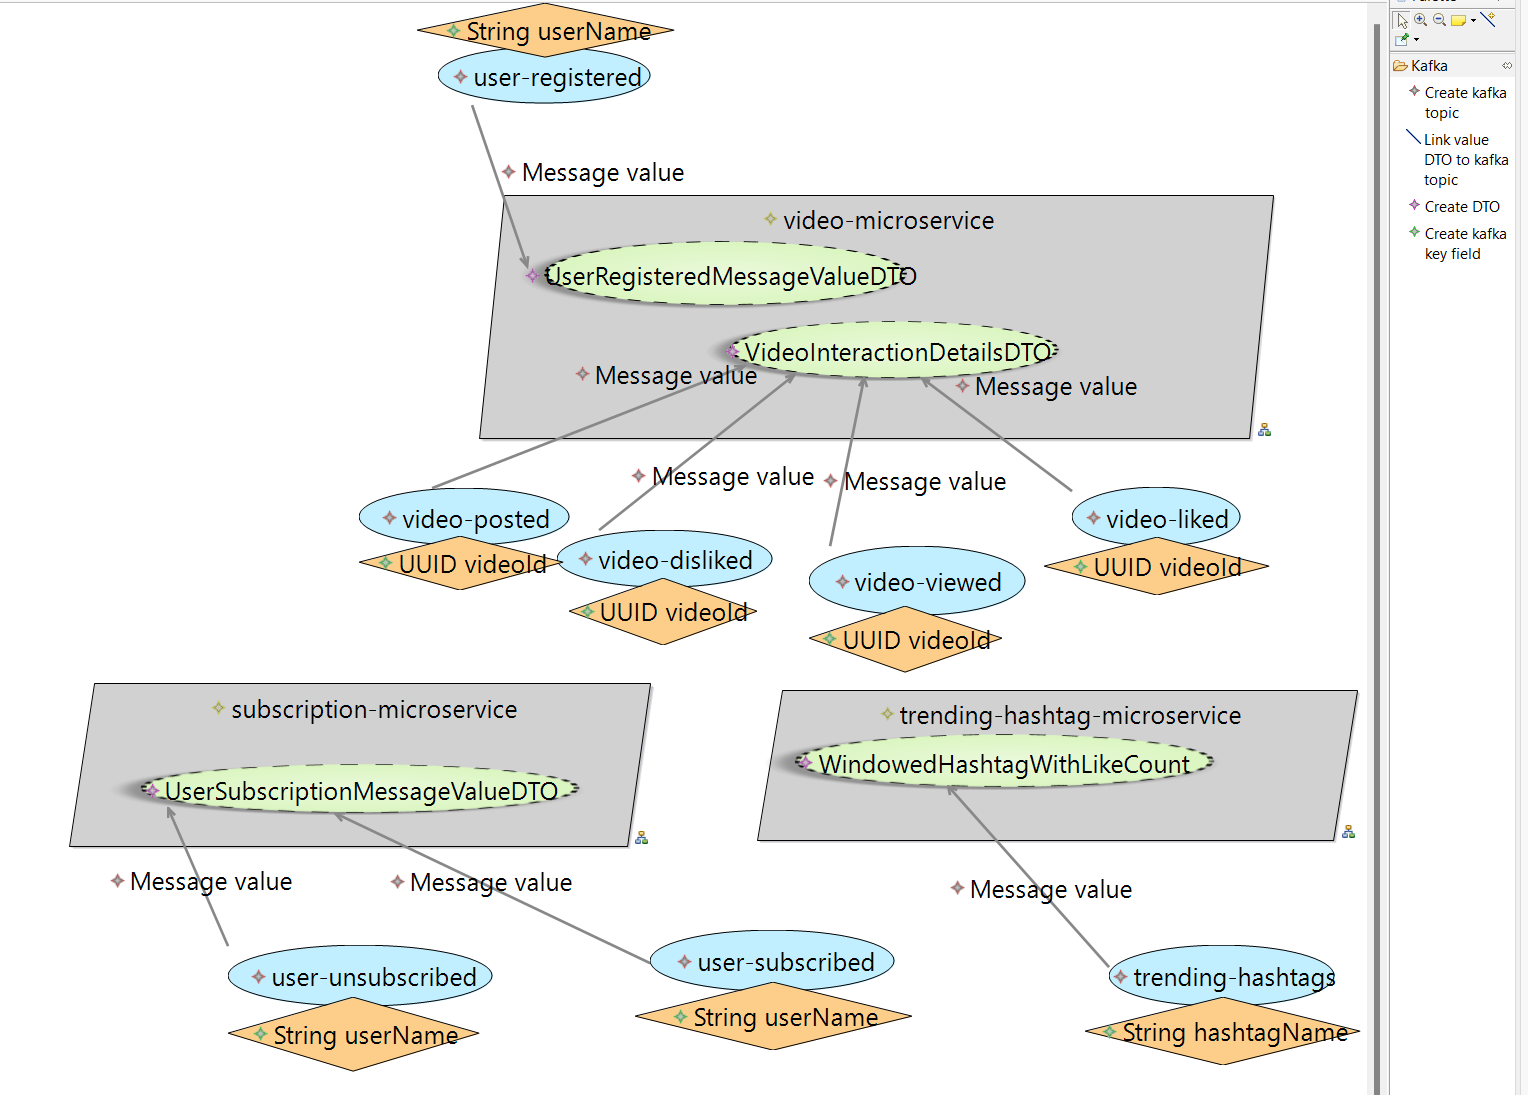 String userName
user-registered
Message value
video-microservice
UserRegisteredMessageValueDTO
VideoInteractionDetailsDTO
Message value
Message value
Message value
Message value
video-posted
UUID videoId
video-disliked
UUID videoId
video-viewed
UUID videoId
video-liked
UUID videoId
subscription-microservice
UserSubscriptionMessageValueDTO
trending-hashtag-microservice
WindowedHashtagWithLikeCount
Message value
Message value
Message value
user-unsubscribed
String userName
user-subscribed
String userName
trending-hashtags
String hashtagName
Kafka
Create kafka
topic
Link value
DTO to kafka
topic
Create DTO
Create kafka
key field